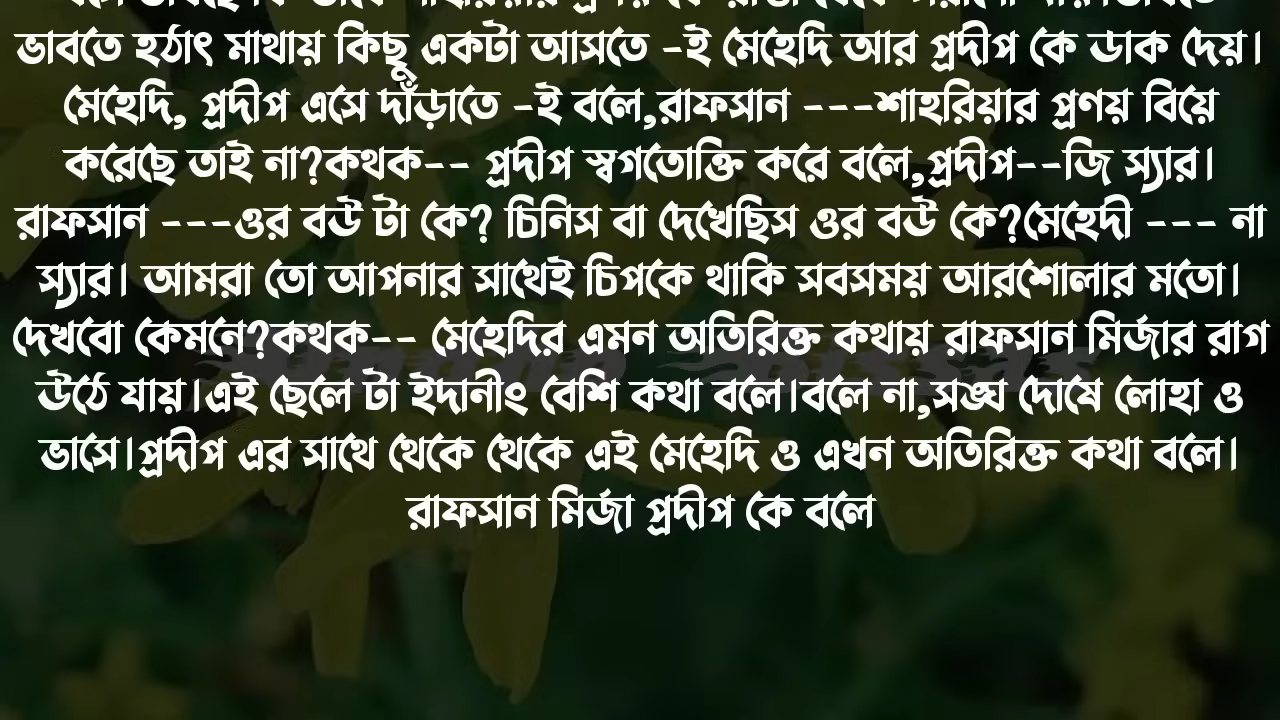 ভাবতে হঠাৎ মাথায় কিছু একটা আসতে -ই মেহেদি আর প্রদীপ কে ডাক দেয়।
মেহেদি, প্রদীপ এসে দাঁড়াতে -ই বলে,রাফসান ---শাহরিয়ার প্রণয় বিয়ে
করেছে তাই না?কথক-- প্রদীপ স্বগতোক্তি করে বলে,প্রদীপ--জি স্যার।
রাফসান ---ওর বউ টা কে? চিনিস বা দেখেছিস ওর বউ কে?মেহেদী --- না
স্যার। আমরা তো আপনার সাথেই চিপকে থাকি সবসময় আরশোলার মতো।
দেখবো কেমনে?কথক-- মেহেদির এমন অতিরিক্ত কথায় রাফসান মির্জার রাগ
উঠে যায়।এই ছেলে টা ইদানীং বেশি কথা বলে।বলে না,সঙ্ঘ দোষে লোহা ও
ভাসে।প্রদীপ এর সাথে থেকে থেকে এই মেহেদি ও এখন অতিরিক্ত কথা বলে।
রাফসান মির্জা প্রদীপ কে বলে